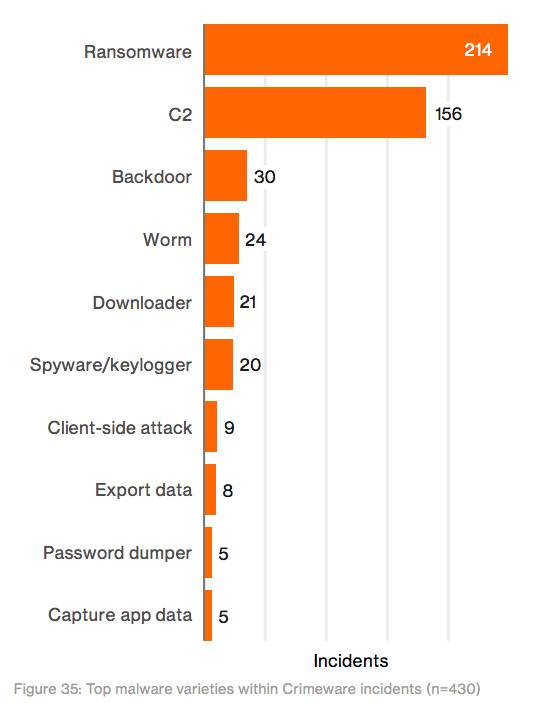 Ransomware 214
C2 156
Backdoor 30
Worm 24
Downloader 21
Spyware/keylogger 20
Client-side attack 9
Export data 8
Password dumper 5
Capture app data 5
Incidents
Figure 35: Top malware varieties within Crimeware incidents (n=430)